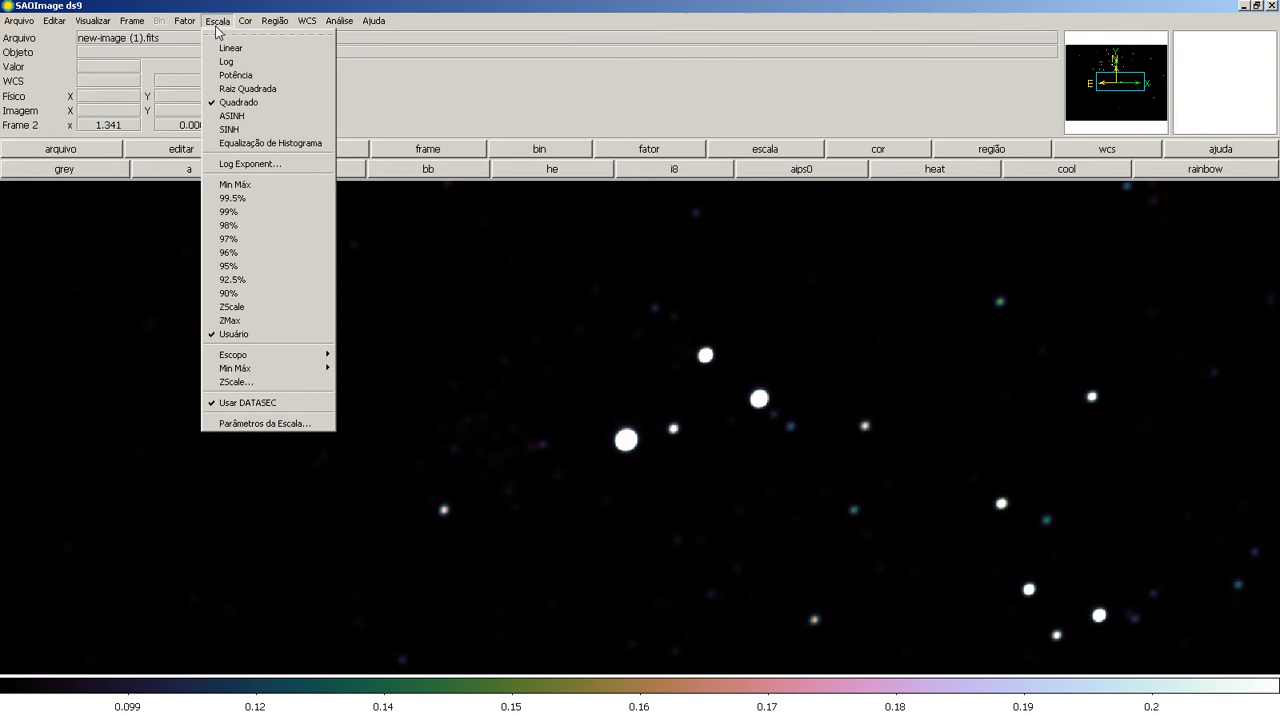 SAOImage ds9
Arquivo Editar Visualizar Frame Bin Fator Escala Cor Região WCS Análise Ajuda
Arquivo new-image (1).fits
Objeto
Valor
WCS
Físico X Y
Imagem X Y
Frame 2 x 1.341 0.00
N
Y
E
X
arquivo editar frame bin fator escala cor região wcs ajuda
grey a bb he i8 aips0 heat cool rainbow
Linear
Log
Potência
Raiz Quadrada
Quadrado
ASINH
SINH
Equalização de Histograma
Log Exponent...
Min Máx
99.5%
99%
98%
97%
96%
95%
92.5%
90%
ZScale
ZMax
Usuário
Escopo
Min Máx
ZScale...
Usar DATASEC
Parâmetros da Escala...
0.099 0.12 0.14 0.15 0.16 0.17 0.18 0.19 0.2